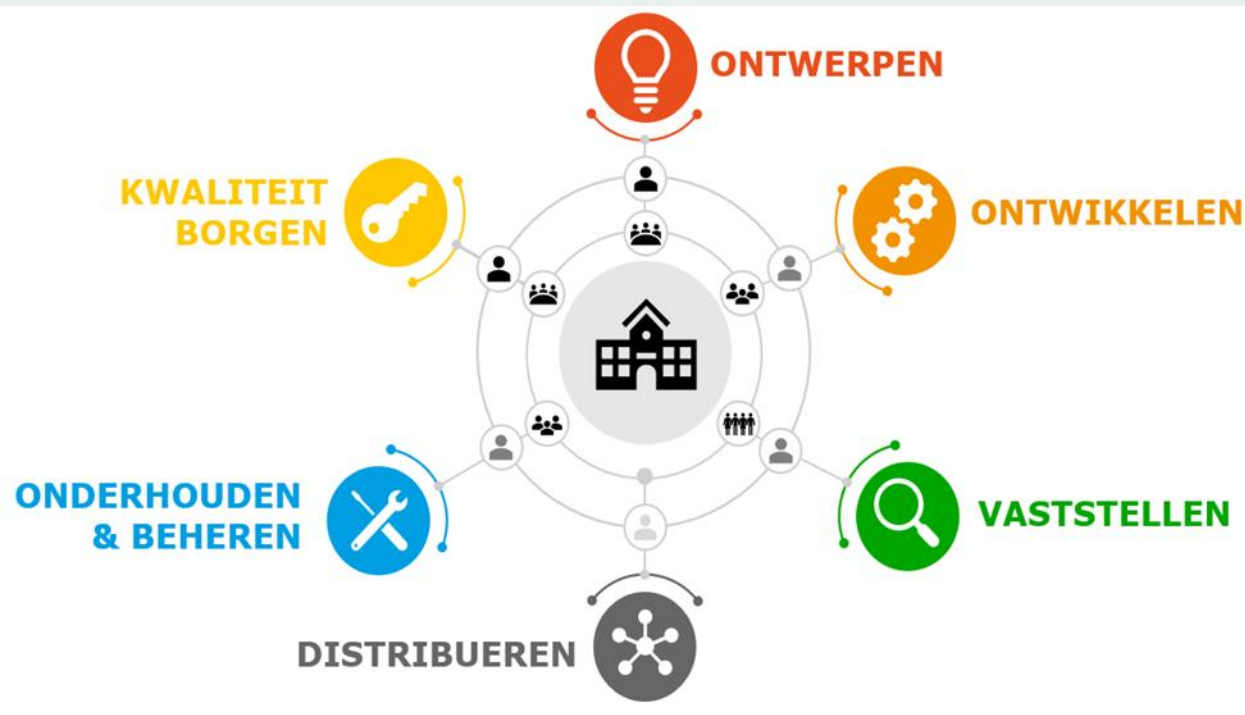 ONTWERPEN
KWALITEIT
BORGEN
ONTWIKKELEN
ONDERHOUDEN
& BEHEREN
VASTSTELLEN
DISTRIBUEREN